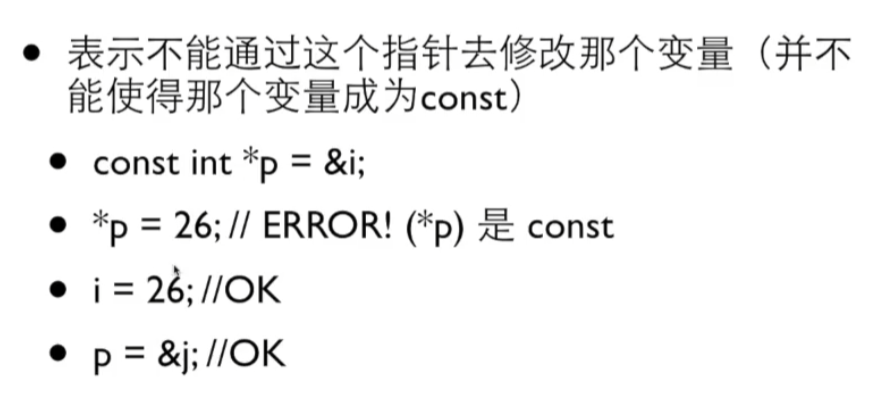 • 表示不能通过这个指针去修改那个变量（并不
能使得那个变量成为const）
• const int *p = &i;
• *p = 26; // ERROR! (*p) 是 const
• i = 26; //OK
• p = &j; //OK